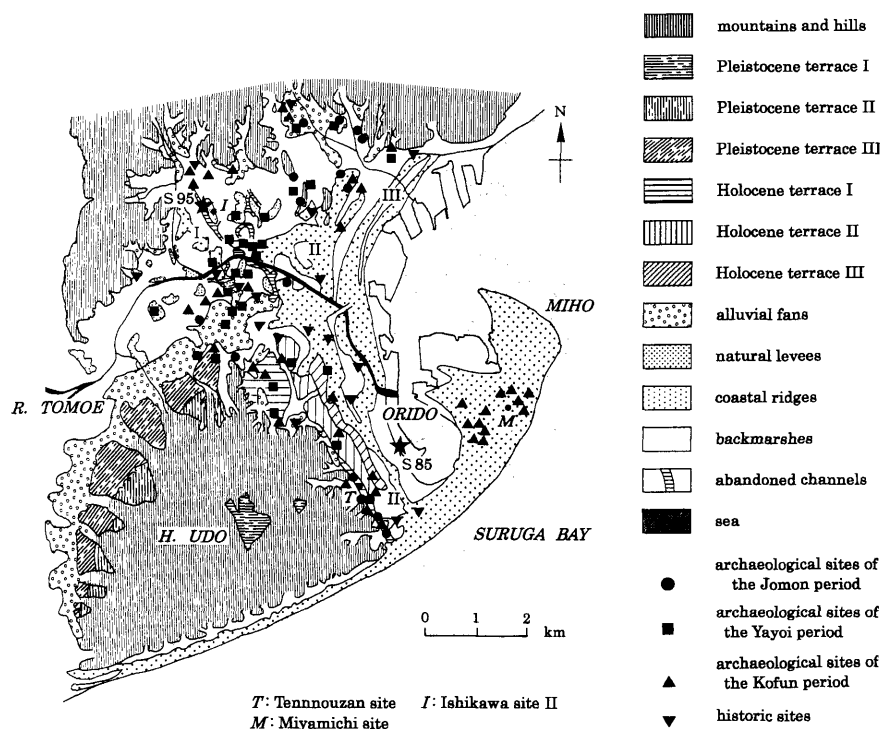 mountains and hills
Pleistocene terrace I
Pleistocene terrace II
Pleistocene terrace III
Holocene terrace I
Holocene terrace II
Holocene terrace III
alluvial fans
natural levees
coastal ridges
backmarshes
abandoned channels
sea
archaeological sites of
the Jomon period
archaeological sites of
the Yayoi period
archaeological sites of
the Kofun period
historic sites
N
III
S 95
I
I
II
MIHO
R. TOMOE
ORIDO
M
S 85
T
II
H. UDO
SURUGA BAY
0 1 2
km
T: Tennnouzan site I: Ishikawa site II
M: Miyamichi site